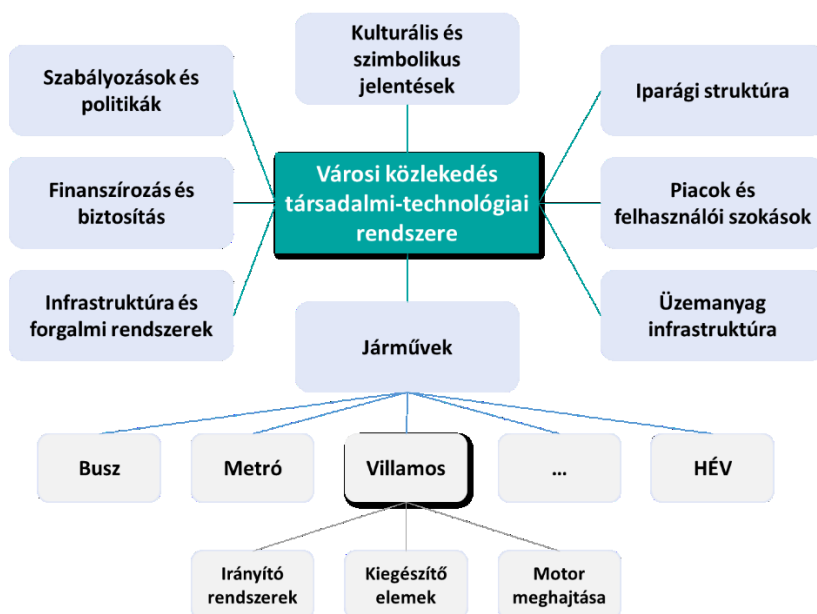 Kulturális és
szimbolikus
jelentések
Szabályozások és
politikák
Iparági struktúra
Városi közlekedés
társadalmi-technológiai
rendszere
Finanszírozás és
biztosítás
Piacok és
felhasználói szokások
Infrastruktúra és
forgalmi rendszerek
Üzemanyag
infrastruktúra
Járművek
Busz
Metró
Villamos
...
HÉV
Irányító
rendszerek
Kiegészítő
elemek
Motor
meghajtása